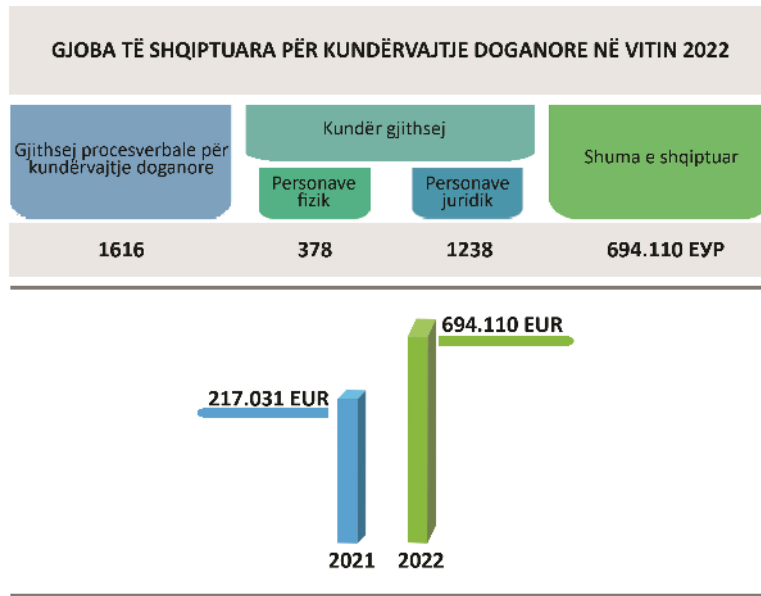 GJOBA TË SHQIPTUARA PËR KUNDËRVAJTJE DOGANORE NË VITIN 2022
Gjithsej procesverbale për
kundërvajtje doganore
Kundër gjithsej
Personave
fizik
Personave
juridik
Shuma e shqiptuar
1616
378
1238
694.110 ЕУР
694.110 EUR
217.031 EUR
2021
2022